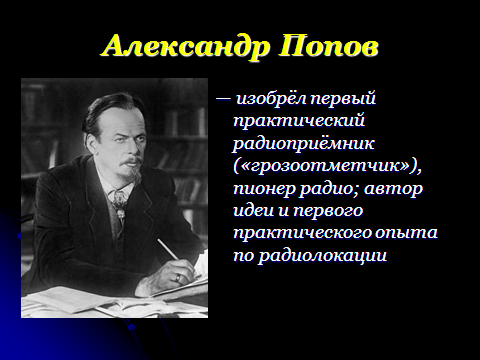 Александр Попов
— изобрёл первый
практический
радиоприёмник
(«грозоотметчик»),
пионер радио; автор
идеи и первого
практического опыта
по радиолокации